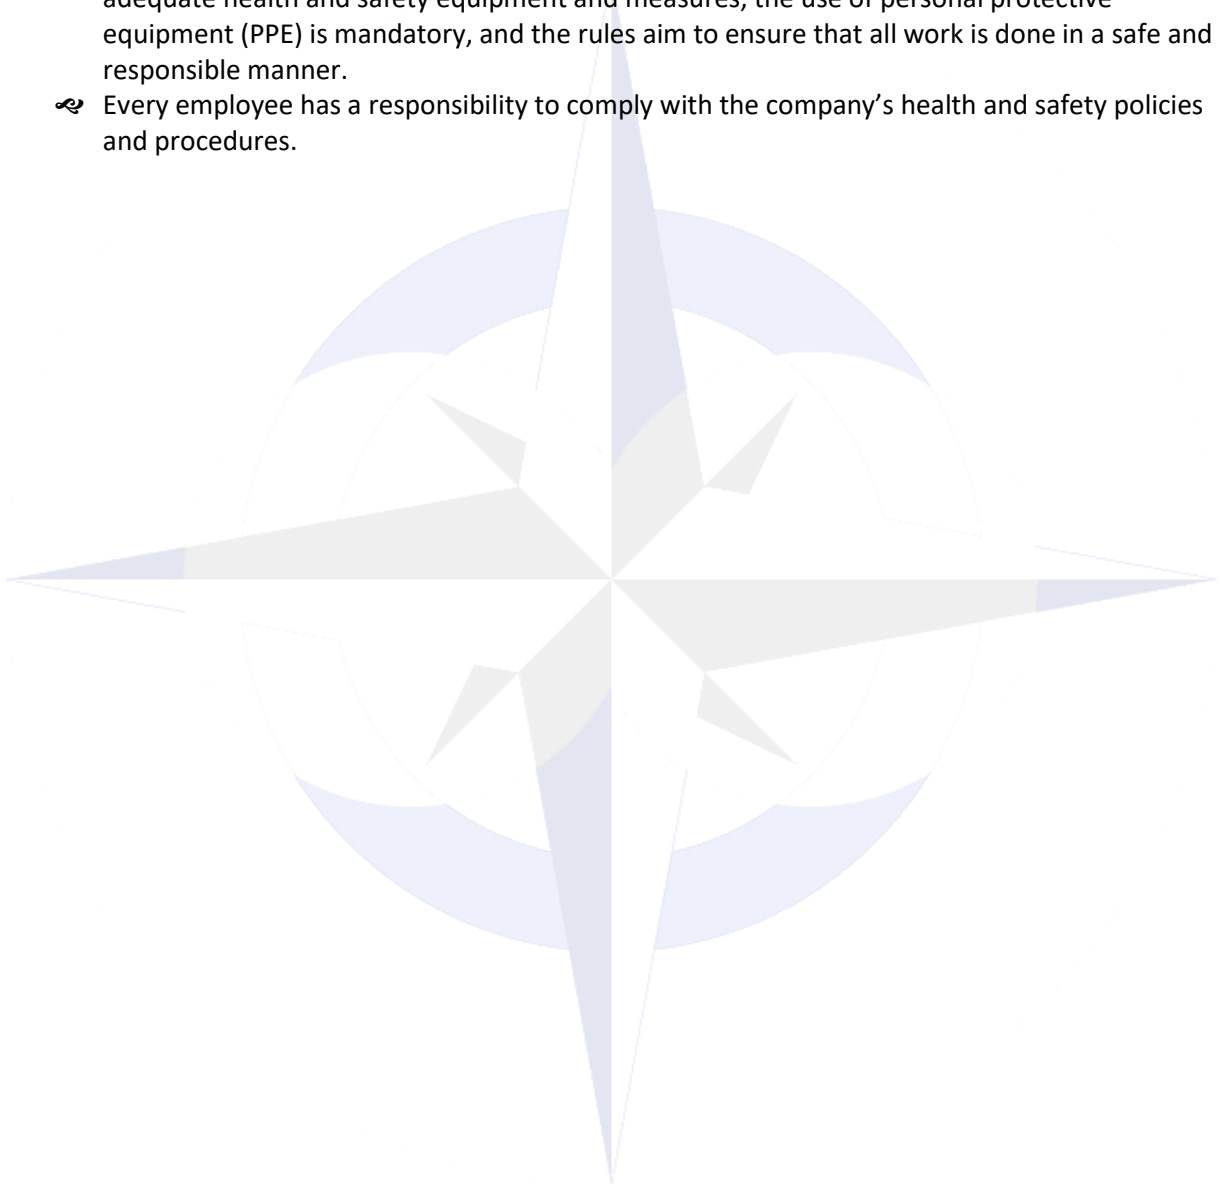 adequate health and safety equipment and measures, the use of personal protective
equipment (PPE) is mandatory, and the rules aim to ensure that all work is done in a safe and
responsible manner.
Every employee has a responsibility to comply with the company’s health and safety policies
and procedures.